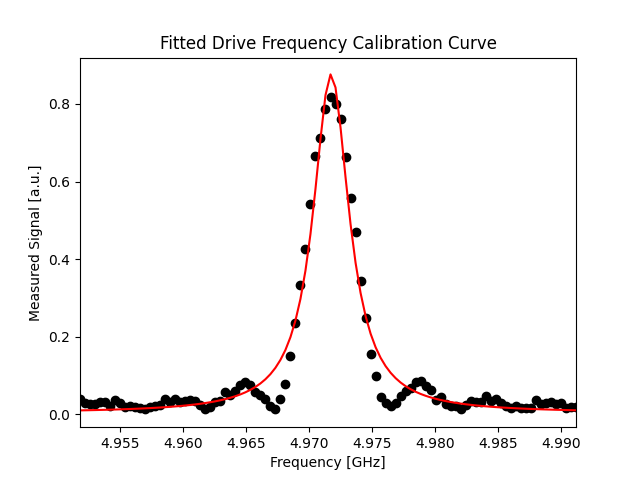 Fitted Drive Frequency Calibration Curve
Measured Signal [a.u.]
0.8
0.6
0.4
0.2
0.0
4.955 4.960 4.965 4.970 4.975 4.980 4.985 4.990
Frequency [GHz]